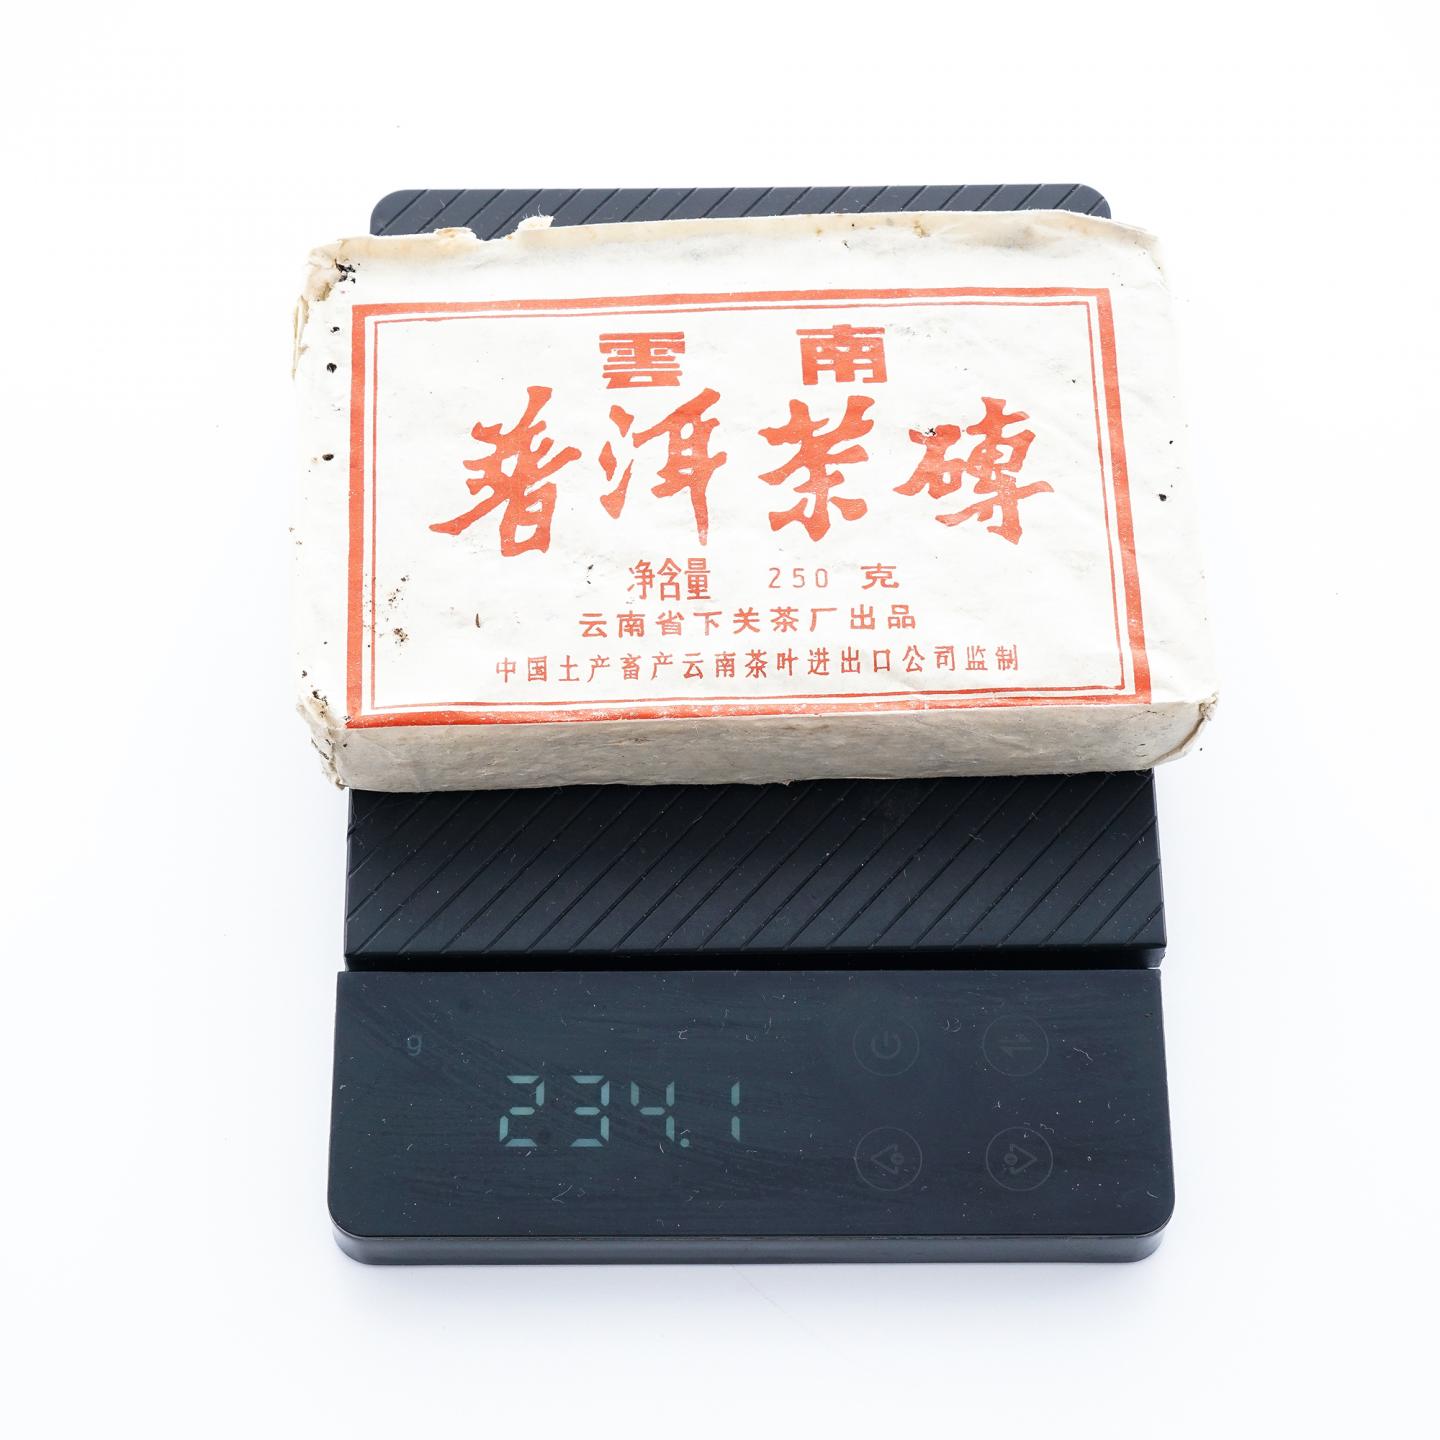 雲南
普洱茶磚
净含量 250 克
云南省下关茶厂出品
中国土产畜产云南茶叶进出口公司监制
g
234.1